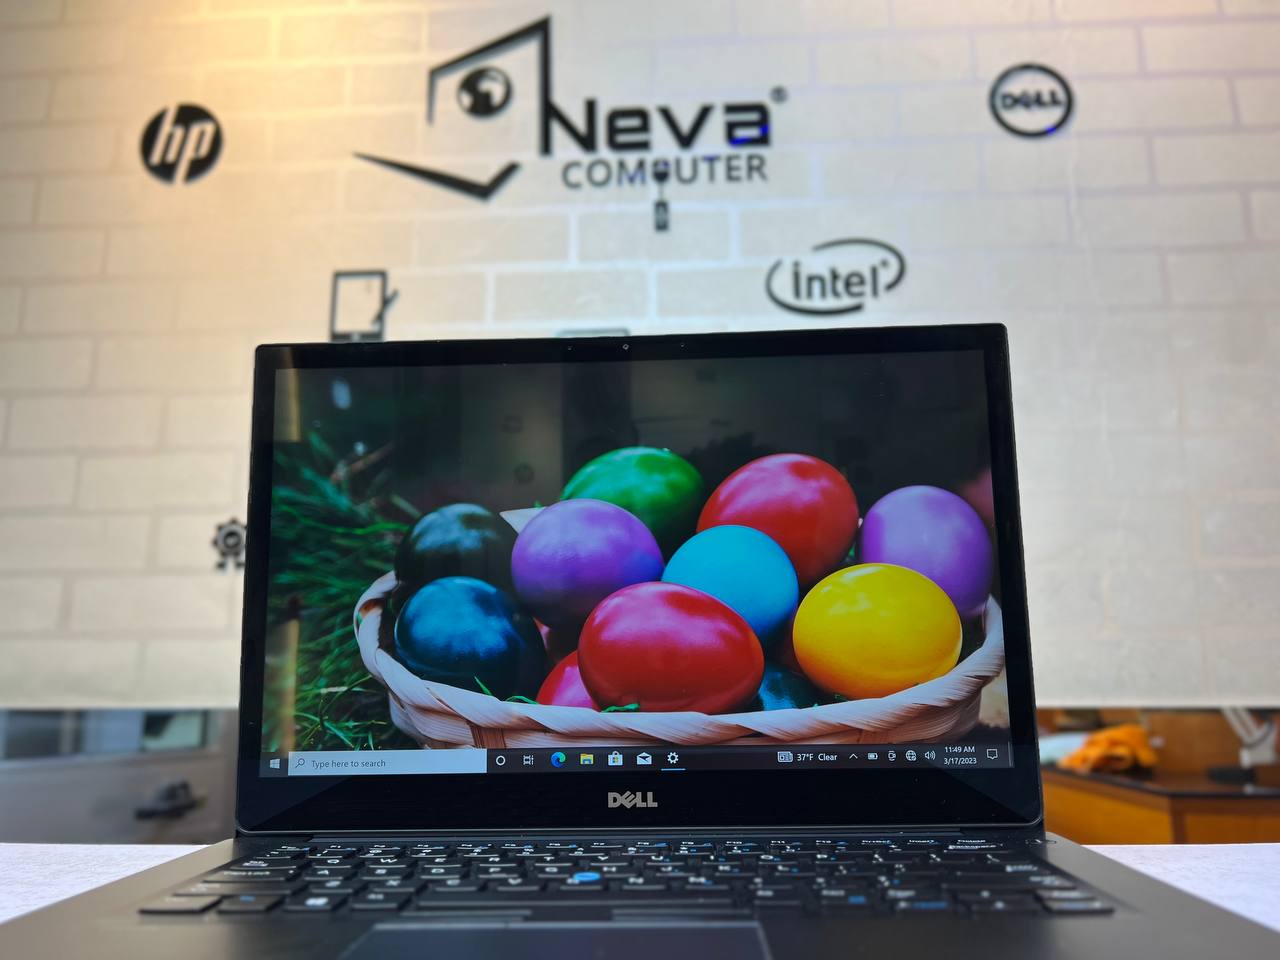 hp
Neva®
COMPUTER
DELL
intel®
Type here to search
37°F Clear
11:49 AM
3/17/2023
DELL